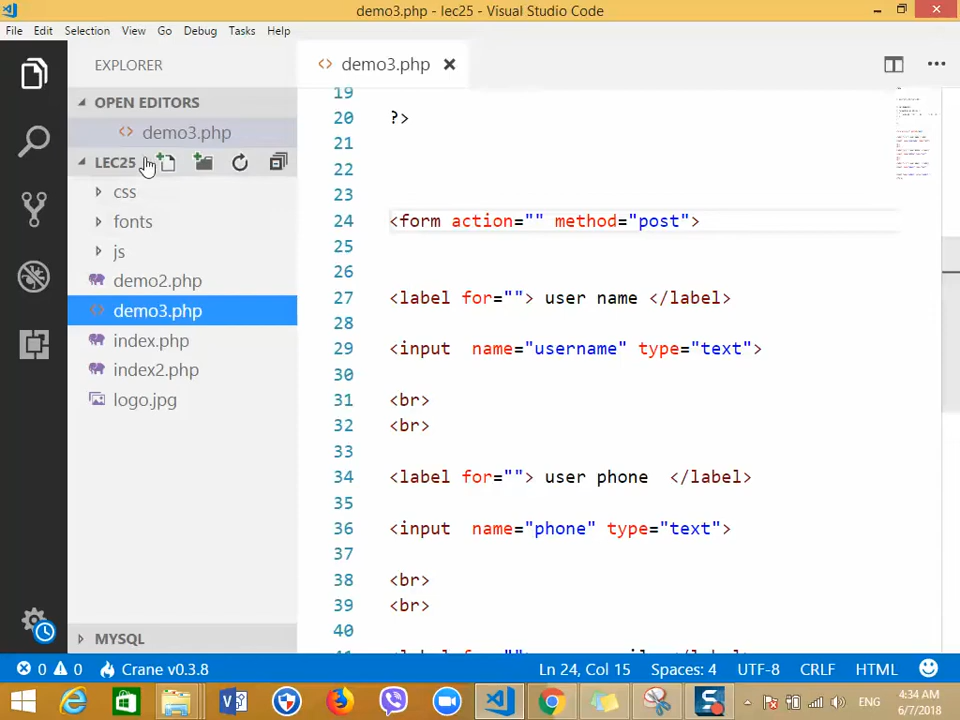 demo3.php - lec25 - Visual Studio Code
File Edit Selection View Go Debug Tasks Help
EXPLORER
demo3.php
OPEN EDITORS
demo3.php
LEC25
css
fonts
js
demo2.php
demo3.php
index.php
index2.php
logo.jpg
MYSQL
19
20 ?>
21
22
23
24 <form action="" method="post">
25
26
27 <label for=""> user name </label>
28
29 <input  name="username" type="text">
30
31 <br>
32 <br>
33
34 <label for=""> user phone  </label>
35
36 <input  name="phone" type="text">
37
38 <br>
39 <br>
40
0 0 Crane v0.3.8 Ln 24, Col 15 Spaces: 4 UTF-8 CRLF HTML
ENG
4:34 AM
6/7/2018